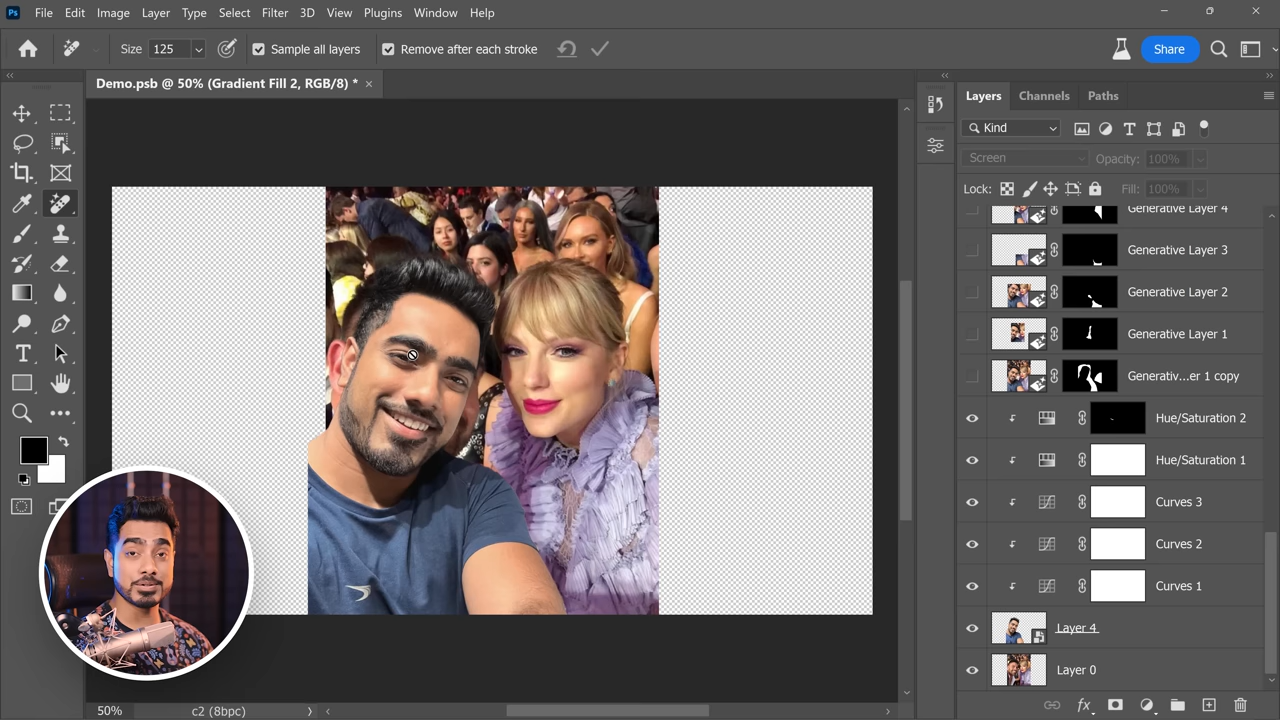 Ps File Edit Image Layer Type Select Filter 3D View Plugins Window Help
Size 125 Sample all layers Remove after each stroke Share
Demo.psb @ 50% (Gradient Fill 2, RGB/8) * ×
Layers Channels Paths
Kind
Screen Opacity: 100%
Lock: Fill: 100%
Generative Layer 4
Generative Layer 3
Generative Layer 2
Generative Layer 1
Generativ...er 1 copy
Hue/Saturation 2
Hue/Saturation 1
Curves 3
Curves 2
Curves 1
Layer 4
Layer 0
50% c2 (8bpc)
fx